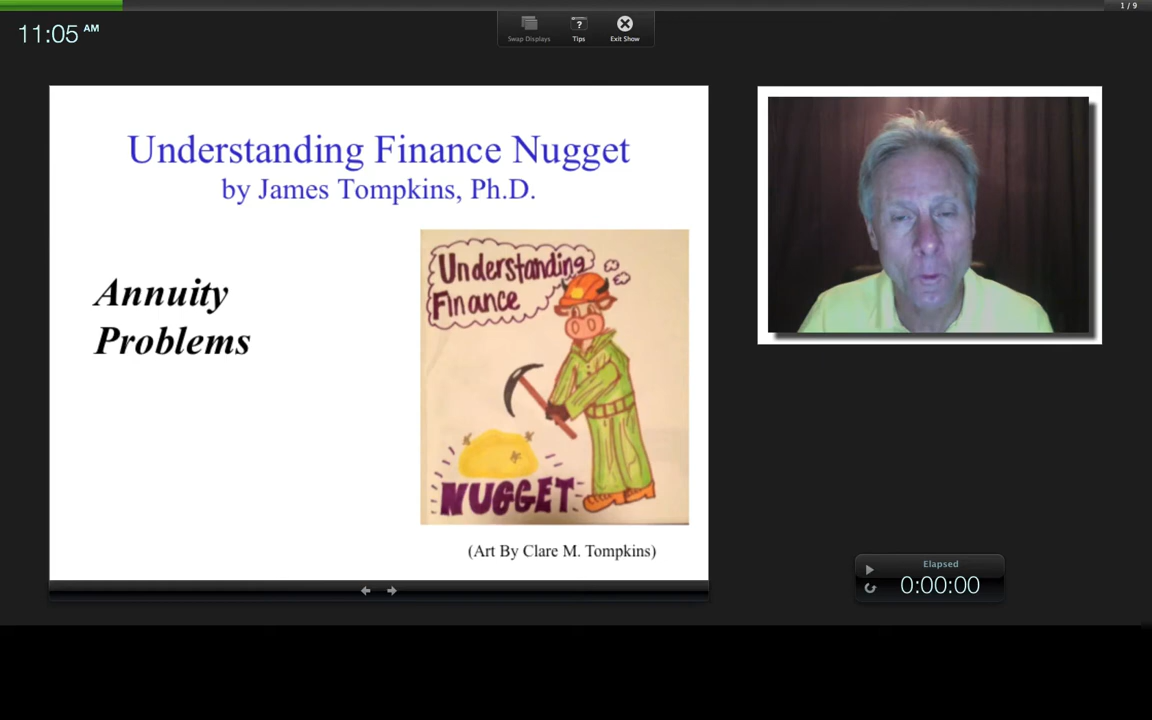 1 / 9
11:05 AM
Swap Displays
Tips
Exit Show
Understanding Finance Nugget
by James Tompkins, Ph.D.
Annuity
Problems
Understanding
Finance
NUGGET
(Art By Clare M. Tompkins)
Elapsed
0:00:00